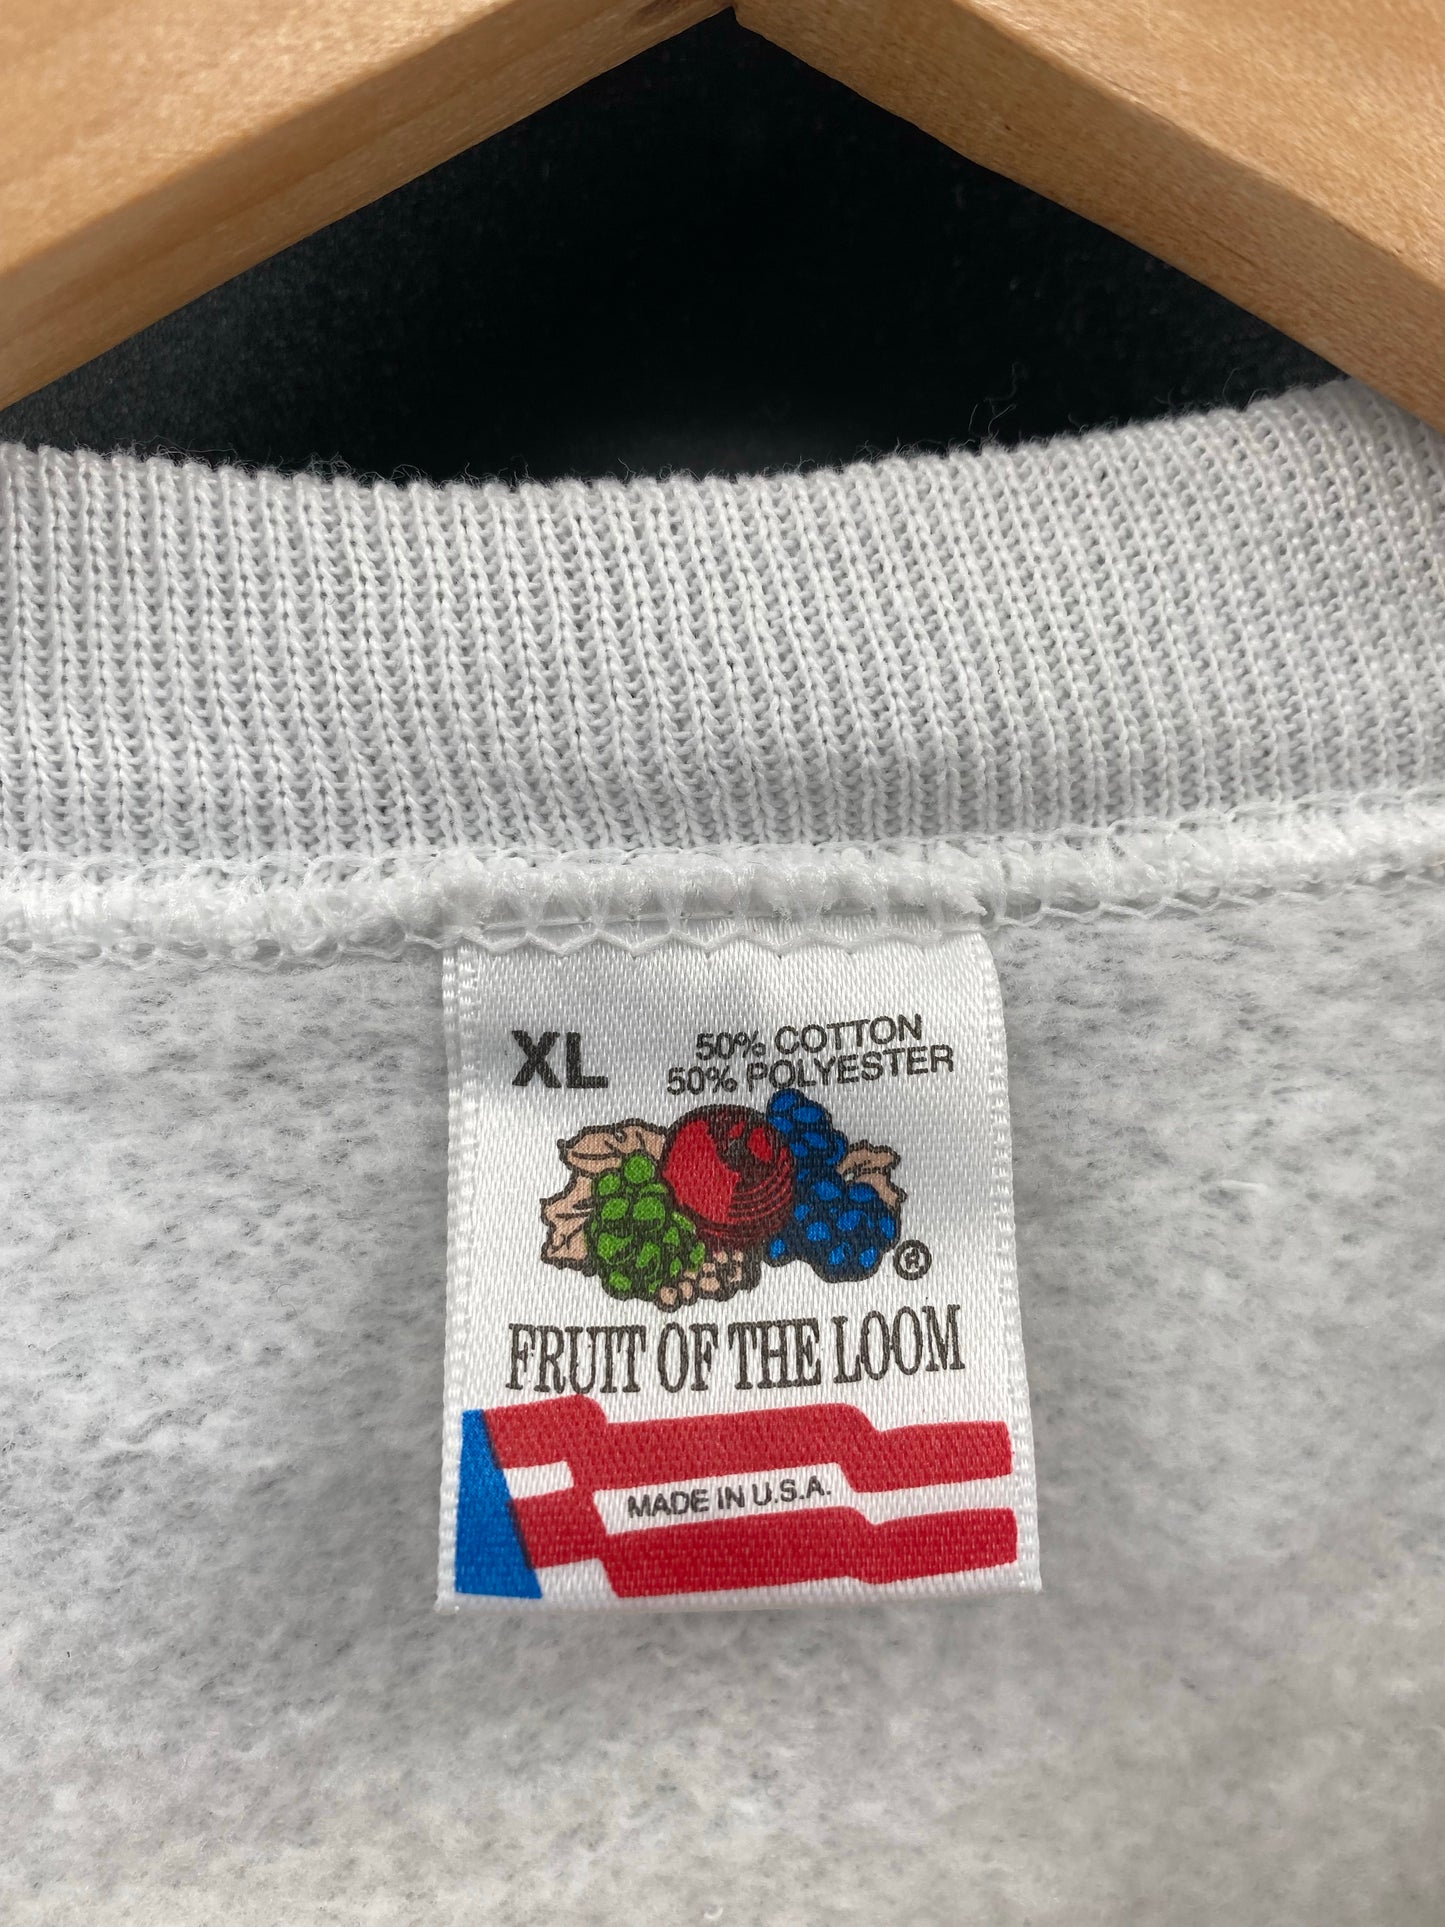 XL
50% COTTON
50% POLYESTER
®
FRUIT OF THE LOOM
MADE IN U.S.A.